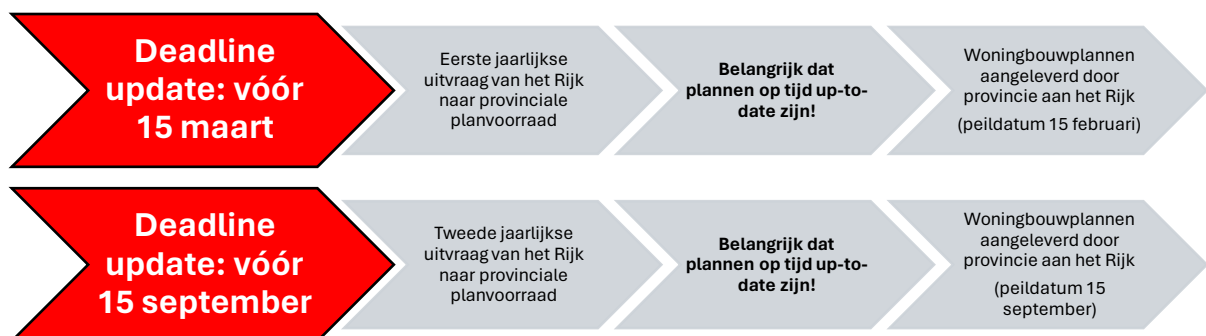 Deadline
update: vóór
15 maart
Eerste jaarlijkse
uitvraag van het Rijk
naar provinciale
planvoorraad
Belangrijk dat
plannen op tijd up-to-
date zijn!
Woningbouwplannen
aangeleverd door
provincie aan het Rijk
(peildatum 15 februari)
Deadline
update: vóór
15 september
Tweede jaarlijkse
uitvraag van het Rijk
naar provinciale
planvoorraad
Belangrijk dat
plannen op tijd up-to-
date zijn!
Woningbouwplannen
aangeleverd door
provincie aan het Rijk
(peildatum 15
september)